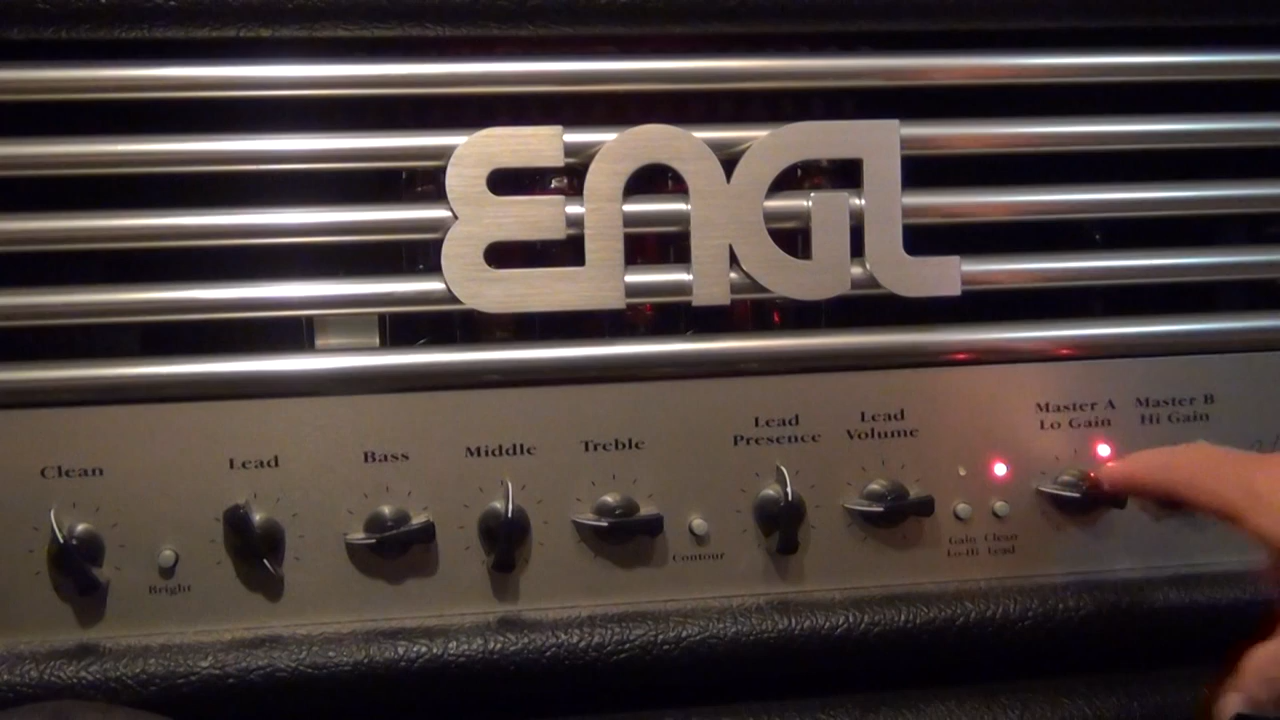 ENGL
Clean
Bright
Lead
Bass
Middle
Treble
Contour
Lead
Presence
Lead
Volume
Gain
Lo-Hi
Clean
Lead
Master A
Lo Gain
Master B
Hi Gain